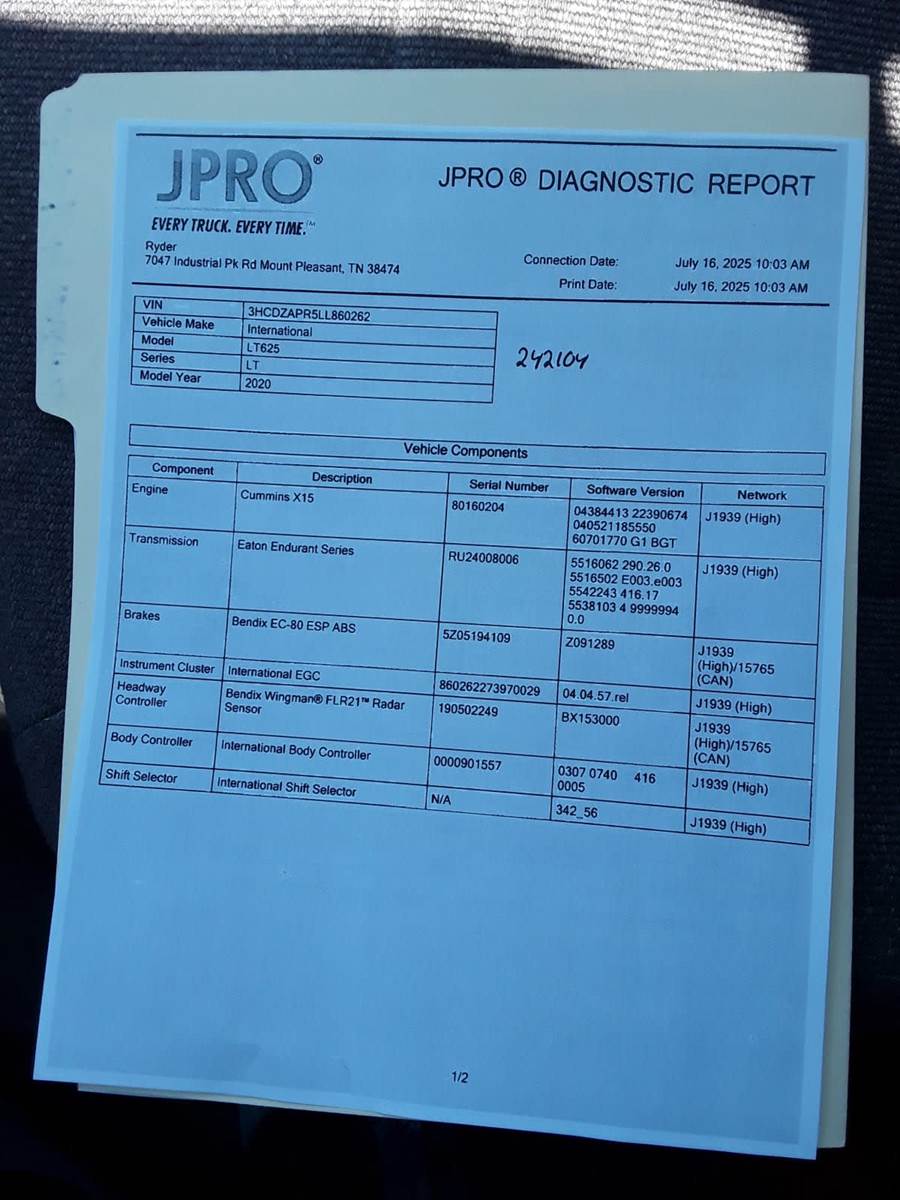 JPRO®
JPRO® DIAGNOSTIC REPORT
EVERY TRUCK. EVERY TIME.™
Ryder
7047 Industrial Pk Rd Mount Pleasant, TN 38474
Connection Date: July 16, 2025 10:03 AM
Print Date: July 16, 2025 10:03 AM
VIN 3HCDZAPR5LL860262
Vehicle Make International
Model LT625
Series LT
Model Year 2020
242104
Vehicle Components
Component Description Serial Number Software Version Network
Engine Cummins X15 80160204 04384413 22390674 J1939 (High)
040521185550
60701770 G1 BGT
Transmission Eaton Endurant Series RU24008006 5516062 290.26.0 J1939 (High)
5516502 E003.e003
5542243 416.17
5538103 4 9999994
0.0
Brakes Bendix EC-80 ESP ABS 5Z05194109 Z091289 J1939
(High)/15765
(CAN)
Instrument Cluster International EGC 860262273970029 04.04.57.rel J1939 (High)
Headway Bendix Wingman® FLR21™ Radar 190502249 BX153000 J1939
Controller Sensor (High)/15765
(CAN)
Body Controller International Body Controller 0000901557 0307 0740 416 J1939 (High)
0005
Shift Selector International Shift Selector N/A 342_56 J1939 (High)
1/2